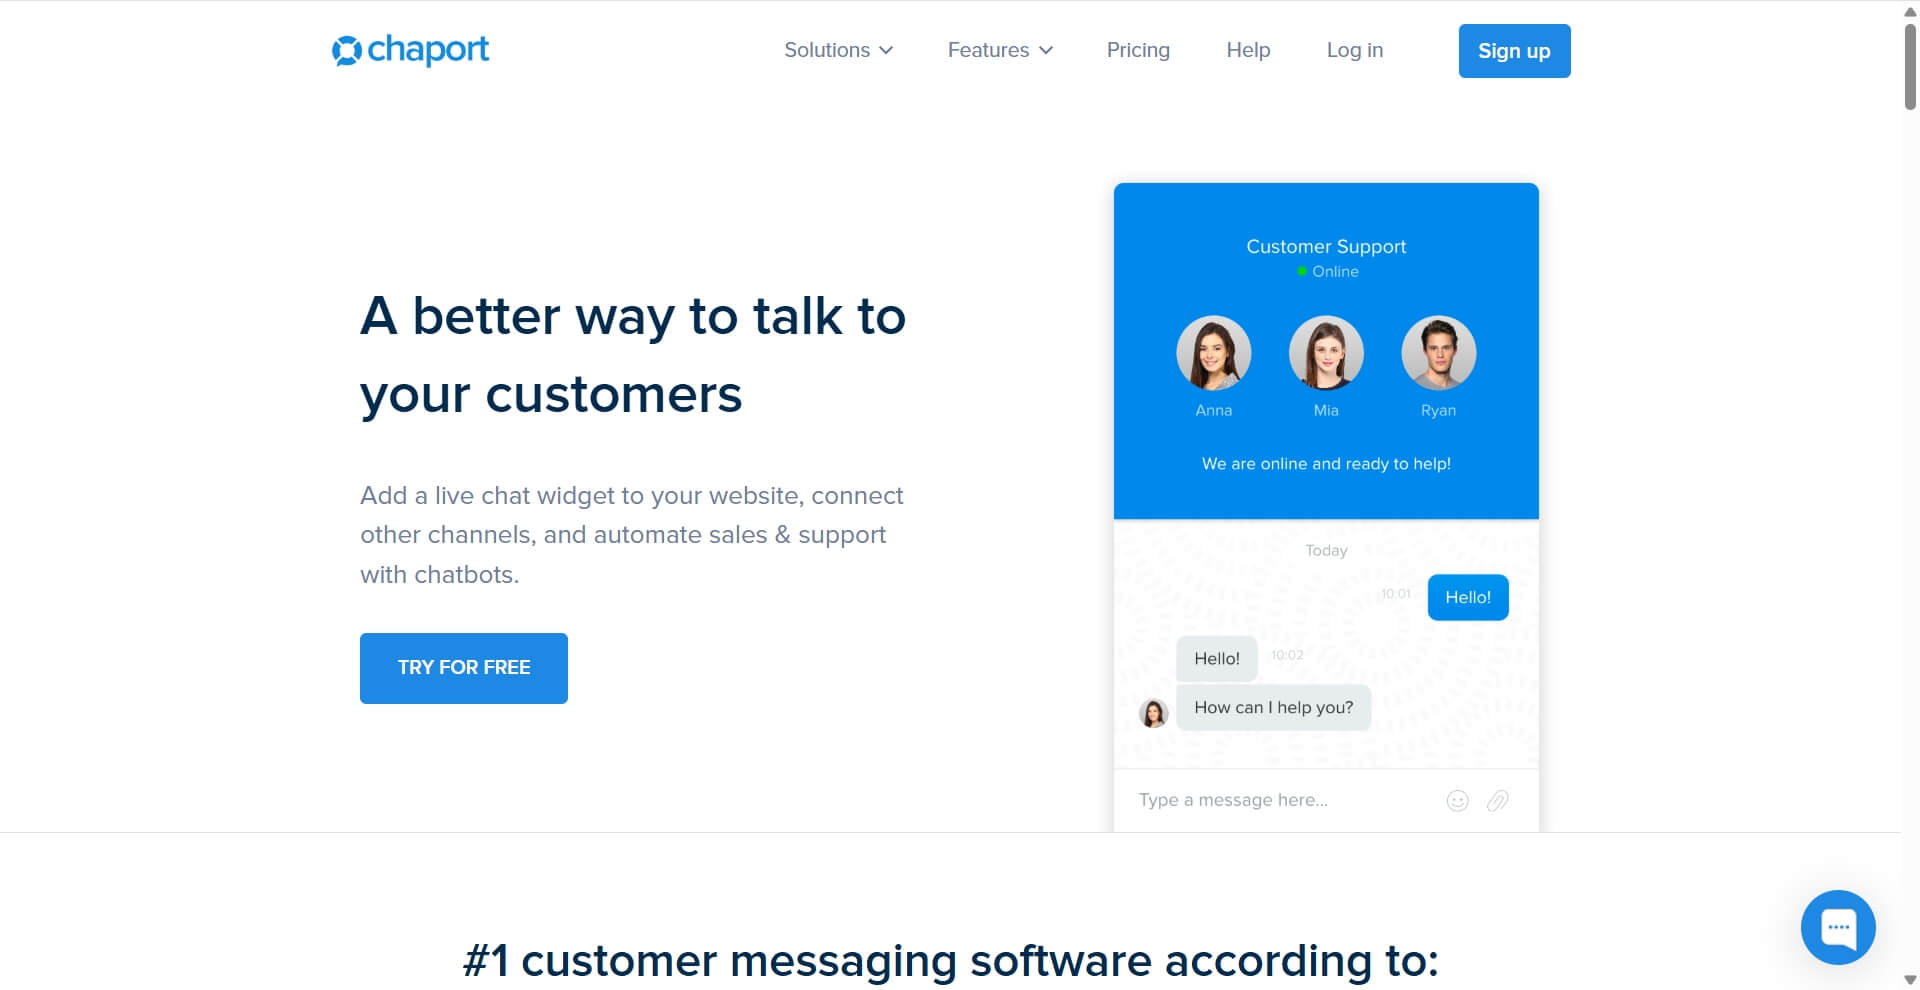 chaport
Solutions
Features
Pricing
Help
Log in
Sign up
A better way to talk to
your customers
Add a live chat widget to your website, connect
other channels, and automate sales & support
with chatbots.
TRY FOR FREE
Customer Support
Online
Anna
Mia
Ryan
We are online and ready to help!
Today
10:01
Hello!
Hello!
10:02
How can I help you?
Type a message here...
#1 customer messaging software according to: